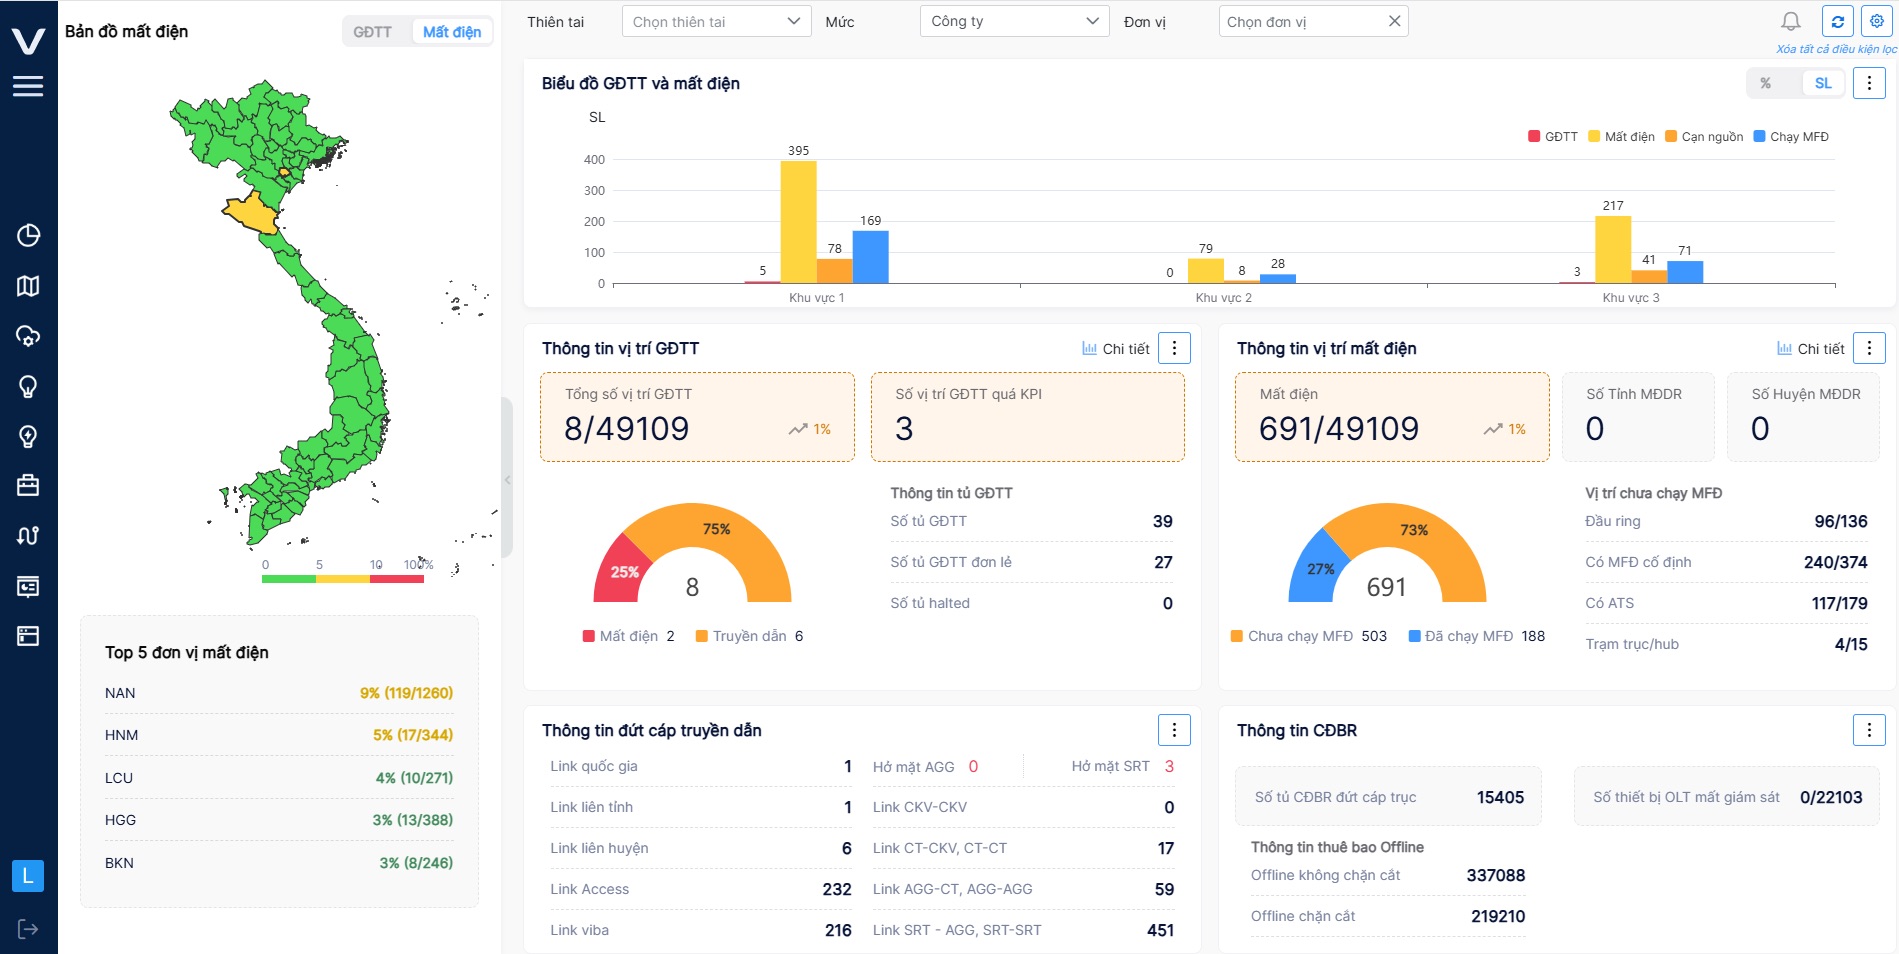 Bản đồ mất điện
GĐTT
Mất điện
0 5 10 100%
Top 5 đơn vị mất điện
NAN 9% (119/1260)
HNM 5% (17/344)
LCU 4% (10/271)
HGG 3% (13/388)
BKN 3% (8/246)
L
Thiên tai Chọn thiên tai Mức Công ty Đơn vị Chọn đơn vị
Xóa tất cả điều kiện lọc
Biểu đồ GĐTT và mất điện
% SL
SL
GĐTT Mất điện Cạn nguồn Chạy MFĐ
400
300
200
100
0
5 395 78 169
0 79 8 28
3 217 41 71
Khu vực 1 Khu vực 2 Khu vực 3
Thông tin vị trí GĐTT
Chi tiết
Tổng số vị trí GĐTT
8/49109 1%
Số vị trí GĐTT quá KPI
3
75%
25%
8
Mất điện 2 Truyền dẫn 6
Thông tin tủ GĐTT
Số tủ GĐTT 39
Số tủ GĐTT đơn lẻ 27
Số tủ halted 0
Thông tin vị trí mất điện
Chi tiết
Mất điện
691/49109 1%
Số Tỉnh MĐDR
0
Số Huyện MĐDR
0
73%
27%
691
Chưa chạy MFĐ 503 Đã chạy MFĐ 188
Vị trí chưa chạy MFĐ
Đầu ring 96/136
Có MFĐ cố định 240/374
Có ATS 117/179
Trạm trục/hub 4/15
Thông tin đứt cáp truyền dẫn
Link quốc gia 1
Link liên tỉnh 1
Link liên huyện 6
Link Access 232
Link viba 216
Hở mặt AGG 0 Hở mặt SRT 3
Link CKV-CKV 0
Link CT-CKV, CT-CT 17
Link AGG-CT, AGG-AGG 59
Link SRT - AGG, SRT-SRT 451
Thông tin CĐBR
Số tủ CĐBR đứt cáp trục 15405
Số thiết bị OLT mất giám sát 0/22103
Thông tin thuê bao Offline
Offline không chặn cắt 337088
Offline chặn cắt 219210